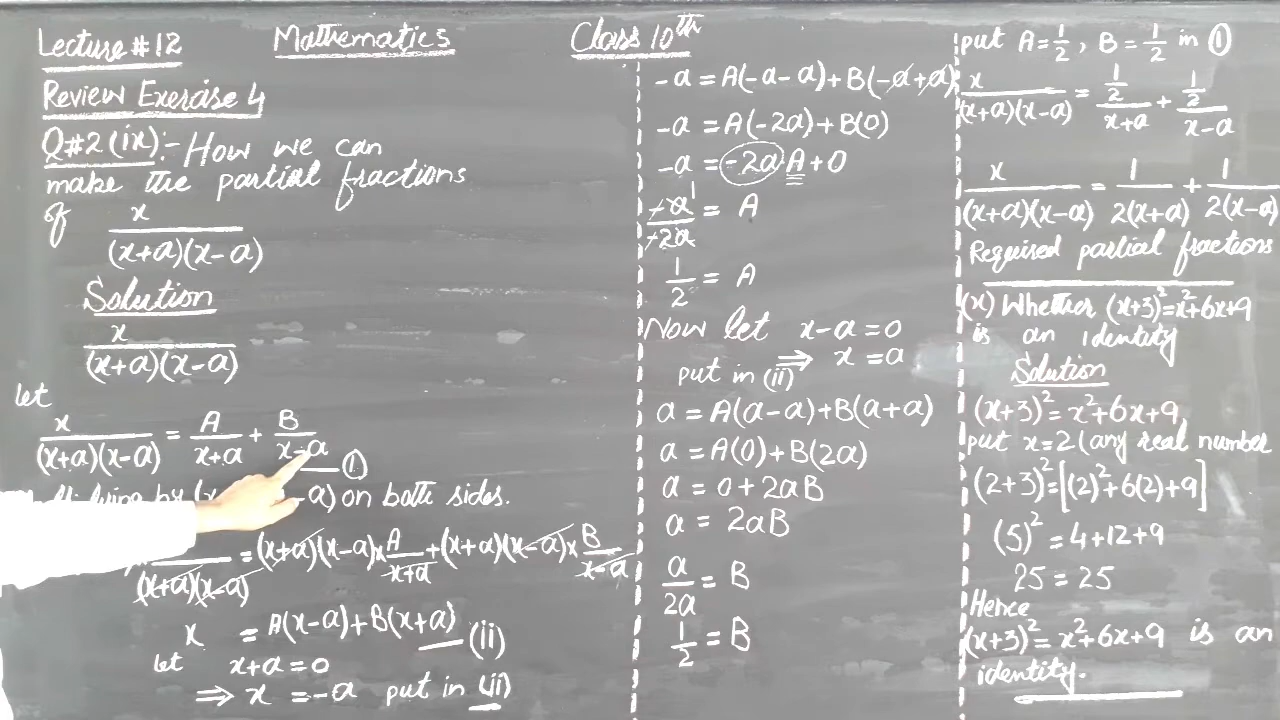 Lecture #12 Mathematics Class 10th
Review Exercise 4
Q#2(ix):- How we can
make the partial fractions
of x/((x+a)(x-a))
Solution
x/((x+a)(x-a))
let
x/((x+a)(x-a)) = A/(x+a) + B/(x-a) — ①
by (x -a) on both sides.
/((x+a)(x-a)) = (x+a)(x-a)×A/(x+a) + (x+a)(x-a)×B/(x-a)
x = A(x-a)+B(x+a) — (ii)
let x+a=0
⇒ x = -a put in (ii)
-a = A(-a-a)+B(-a+a)
-a = A(-2a)+B(0)
-a = -2a A+0
-a/-2a = A
1/2 = A
Now let x-a=0
put in (ii) ⇒ x = a
a = A(a-a)+B(a+a)
a = A(0)+B(2a)
a = 0+2aB
a = 2aB
a/2a = B
1/2 = B
put A=1/2, B=1/2 in ①
x/((x+a)(x-a)) = (1/2)/(x+a) + (1/2)/(x-a)
x/((x+a)(x-a)) = 1/(2(x+a)) + 1/(2(x-a))
Required partial fractions
(x) Whether (x+3)²=x²+6x+9
is an identity
Solution
(x+3)²=x²+6x+9
put x=2 (any real number
(2+3)²=[(2)²+6(2)+9]
(5)² = 4+12+9
25 = 25
Hence
(x+3)²=x²+6x+9 is an
identity.